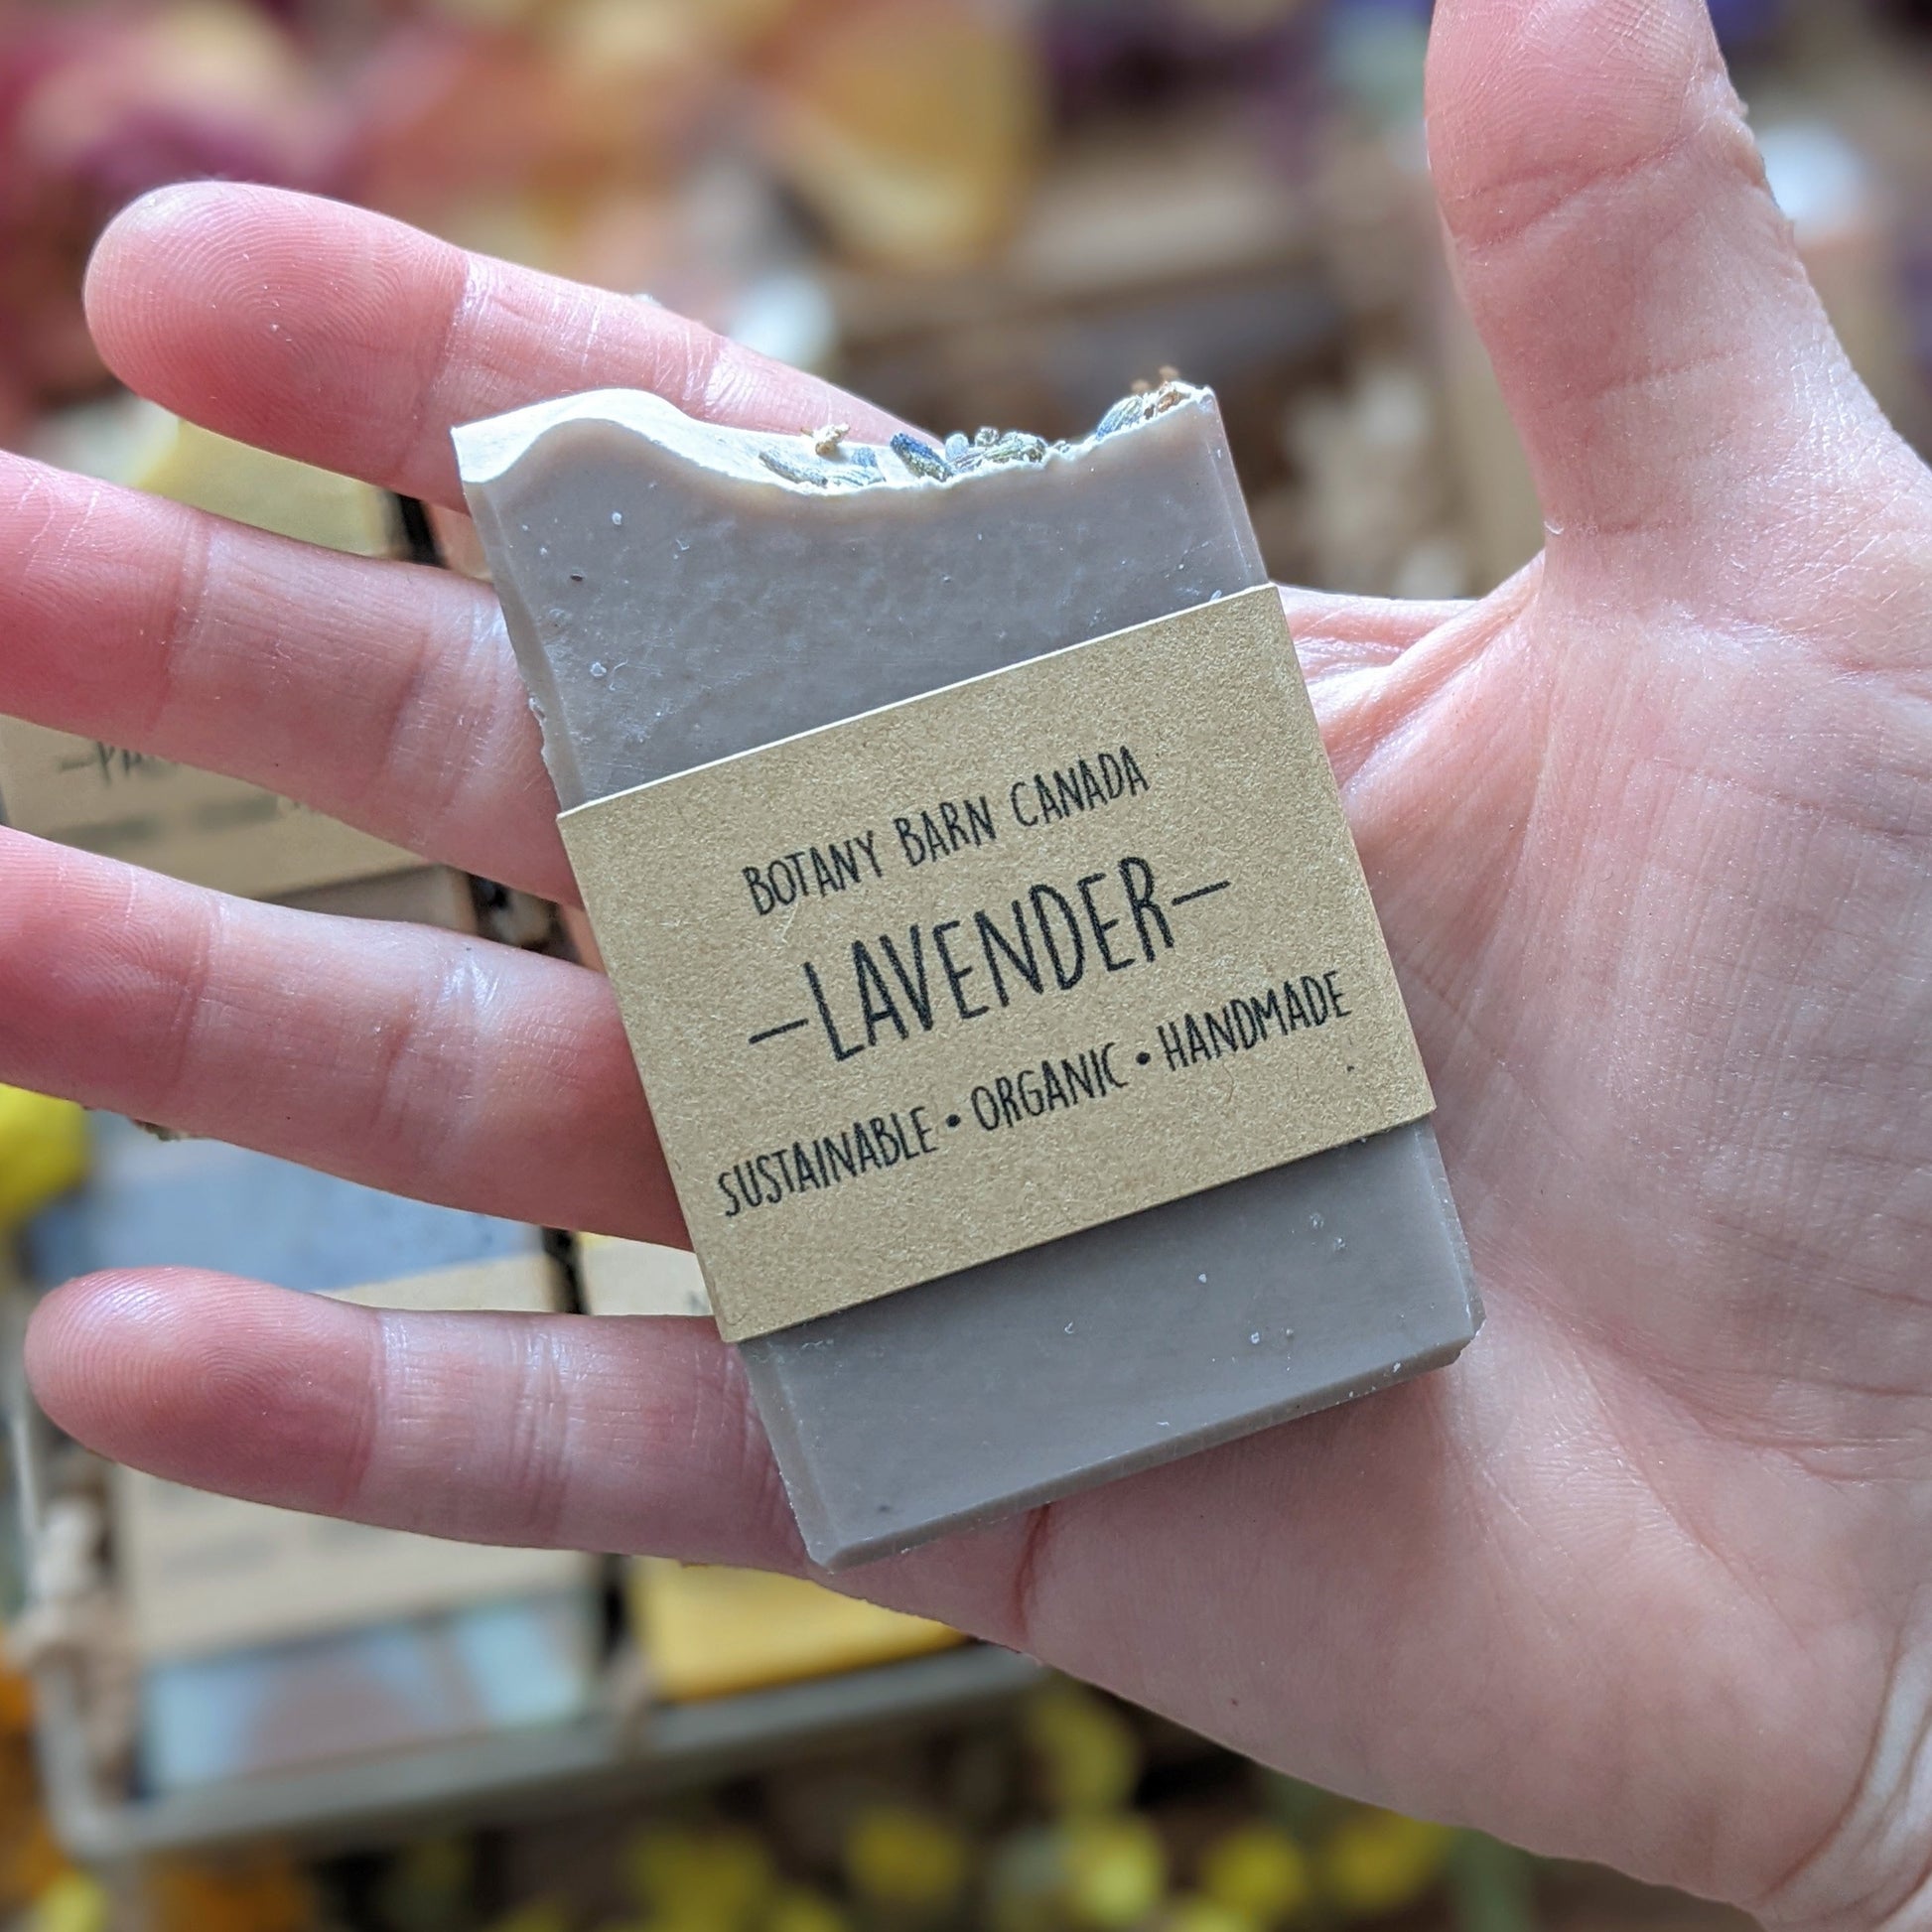 BOTANY BARN CANADA
—LAVENDER—
SUSTAINABLE • ORGANIC • HANDMADE